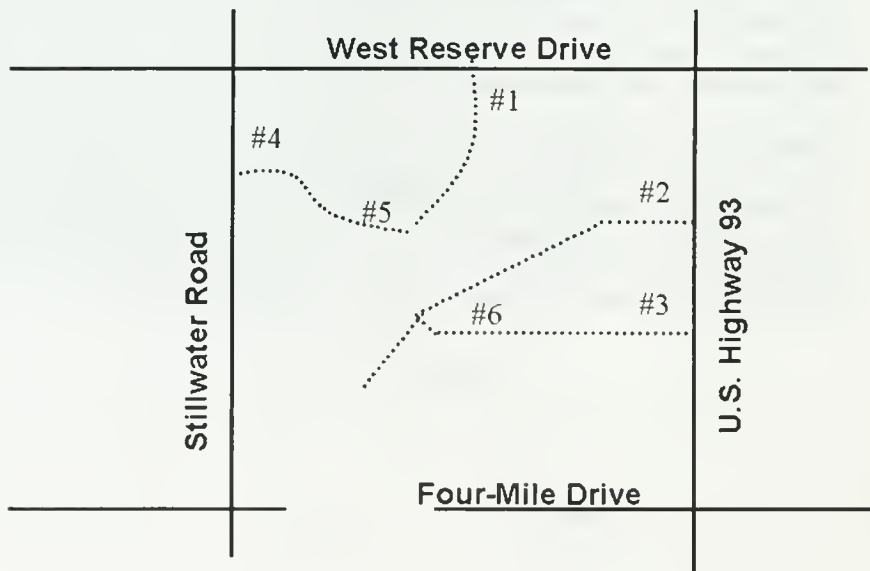 West Reserve Drive
#1
#4
#2
#5
Stillwater Road
U.S. Highway 93
#6
#3
Four-Mile Drive